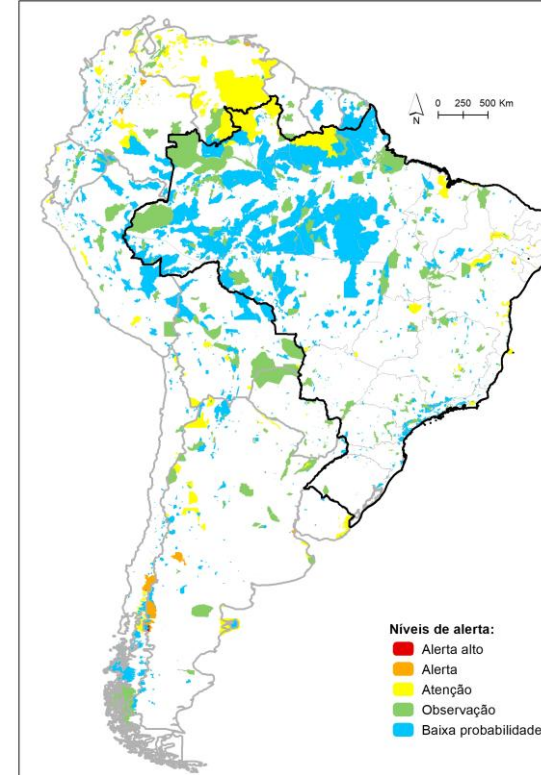 N
0 250 500 Km
Níveis de alerta:
Alerta alto
Alerta
Atenção
Observação
Baixa probabilidade